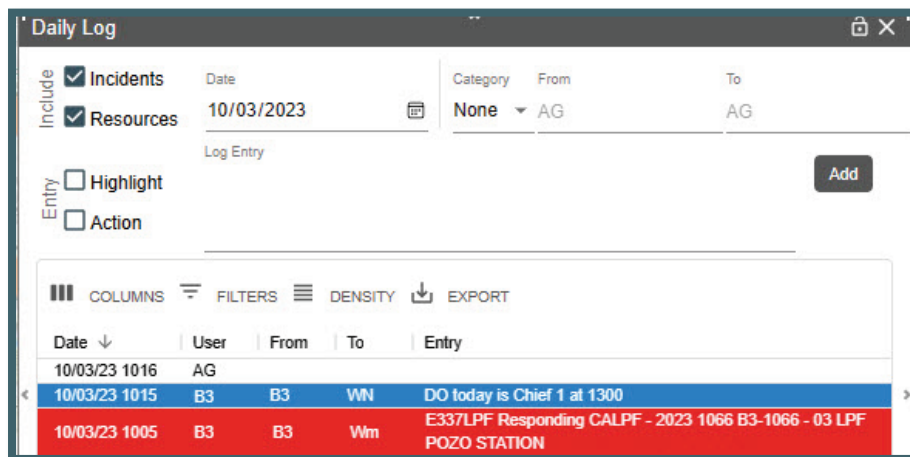 Daily Log
Include
Incidents
Resources
Date
10/03/2023
Category From To
None AG AG
Log Entry
Entry
Highlight
Action
Add
COLUMNS FILTERS DENSITY EXPORT
Date User From To Entry
10/03/23 1016 AG
10/03/23 1015 B3 B3 WN DO today is Chief 1 at 1300
10/03/23 1005 B3 B3 Wm E337LPF Responding CALPF - 2023 1066 B3-1066 - 03 LPF
POZO STATION